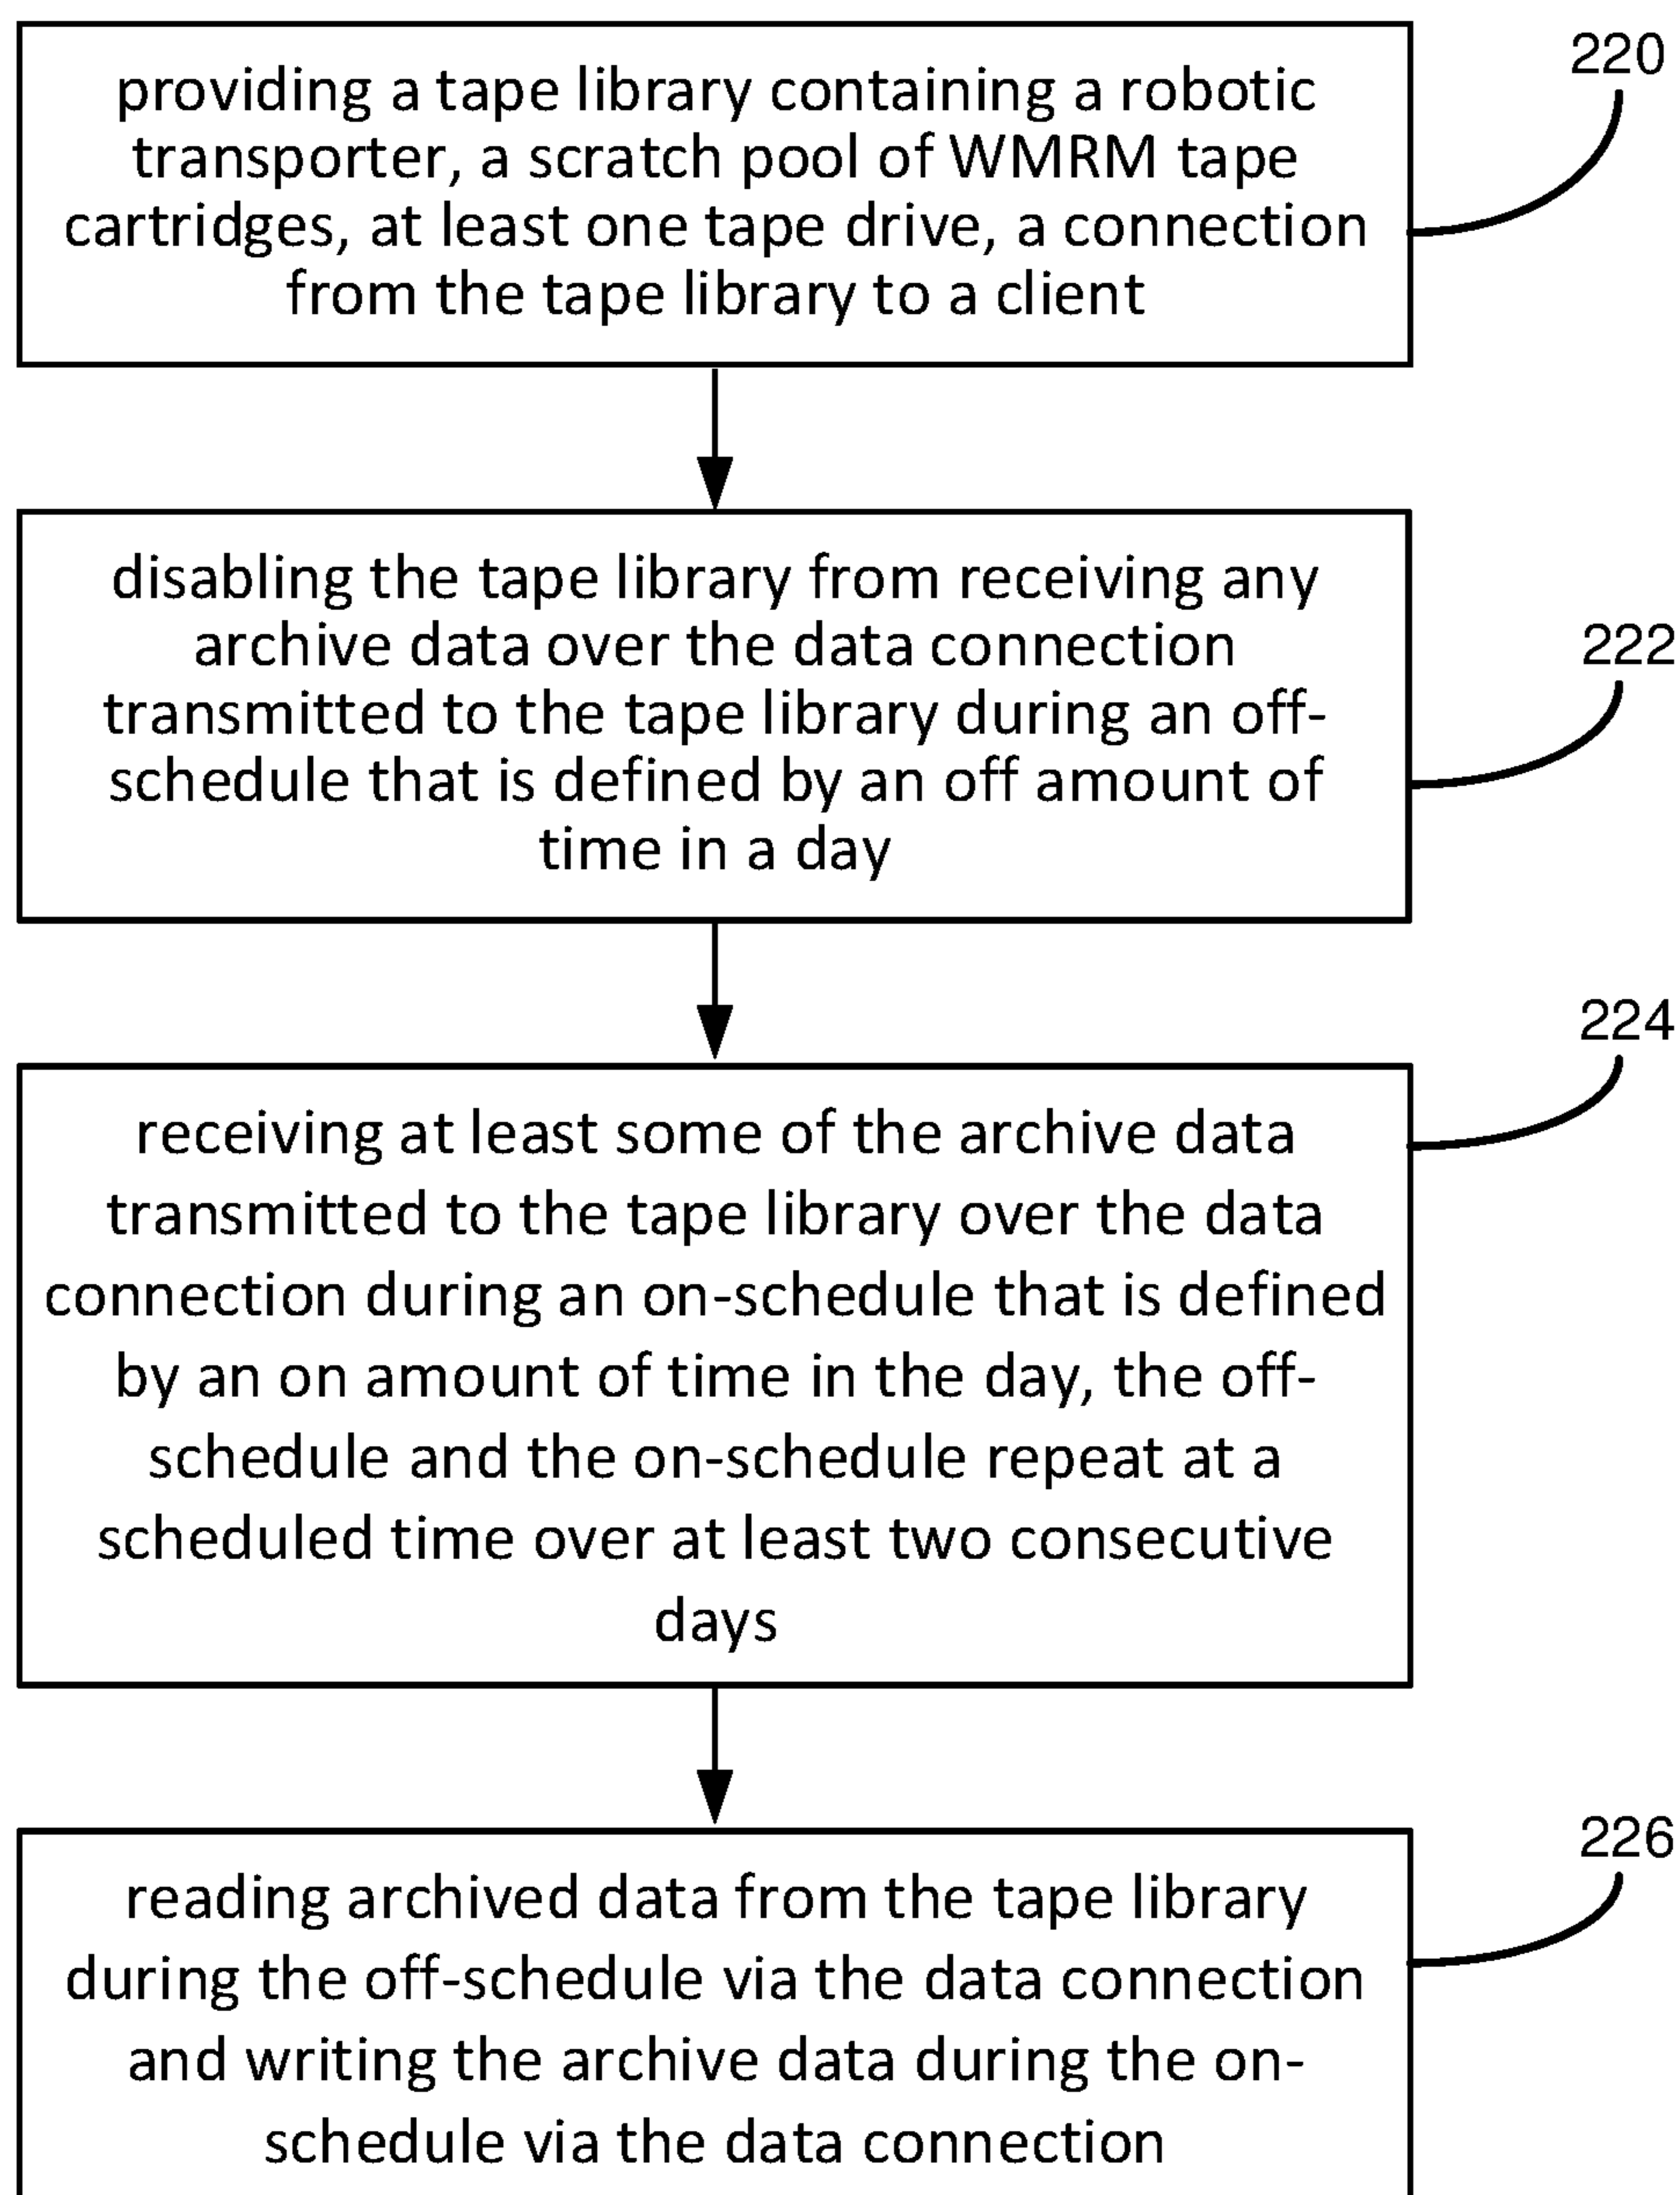 220
providing a tape library containing a robotic
transporter, a scratch pool of WMRM tape
cartridges, at least one tape drive, a connection
from the tape library to a client
222
disabling the tape library from receiving any
archive data over the data connection
transmitted to the tape library during an off-
schedule that is defined by an off amount of
time in a day
224
receiving at least some of the archive data
transmitted to the tape library over the data
connection during an on-schedule that is defined
by an on amount of time in the day, the off-
schedule and the on-schedule repeat at a
scheduled time over at least two consecutive
days
226
reading archived data from the tape library
during the off-schedule via the data connection
and writing the archive data during the on-
schedule via the data connection